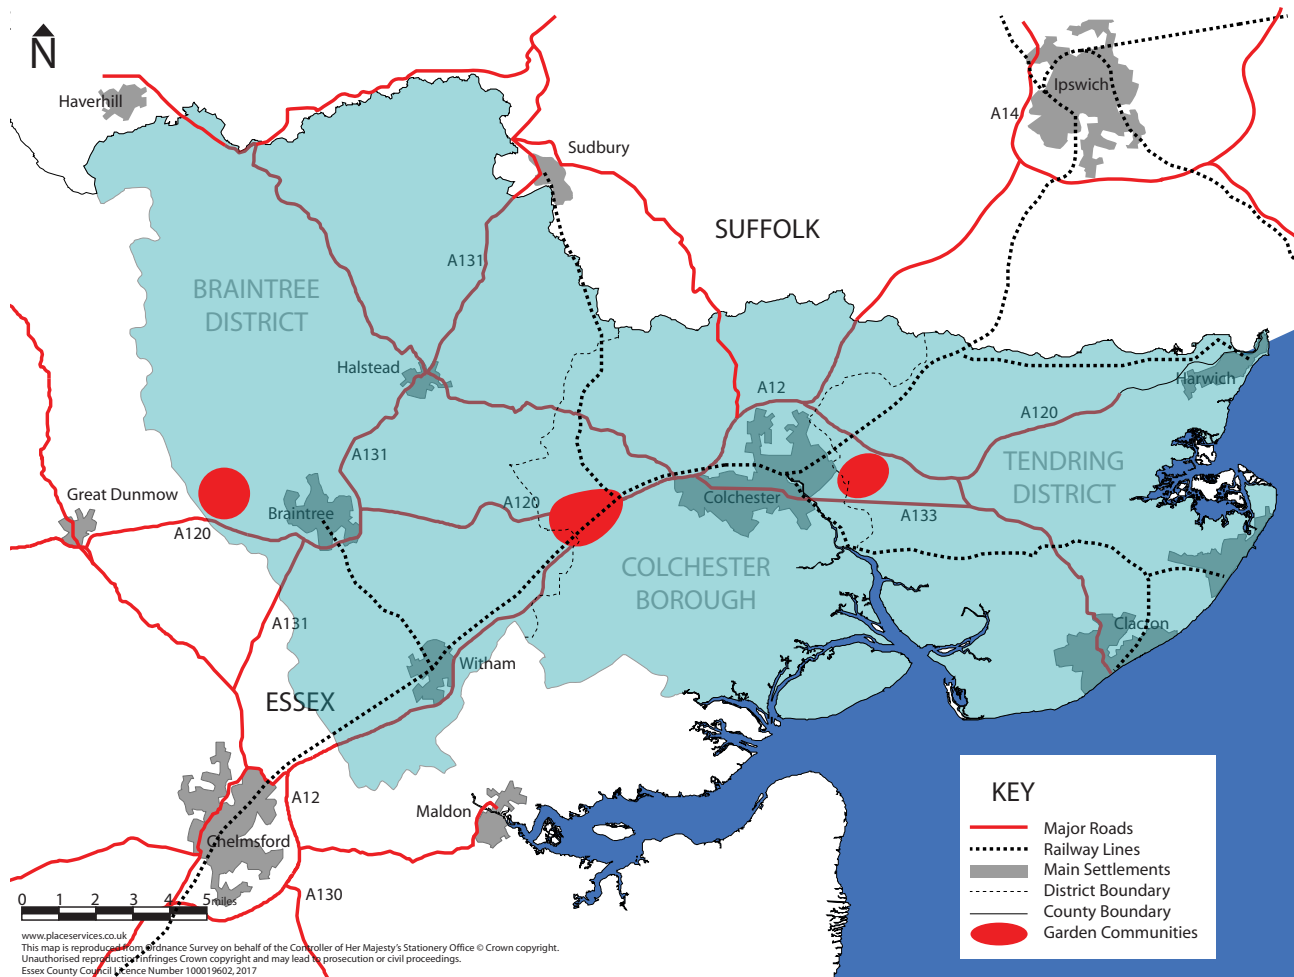 N
Haverhill
Ipswich
A14
Sudbury
SUFFOLK
A131
BRAINTREE
DISTRICT
Halstead
A12
Harwich
A120
A131
TENDRING
DISTRICT
Great Dunmow
Braintree
A120
Colchester
A133
A120
COLCHESTER
BOROUGH
A131
Clacton
Witham
ESSEX
A12
Maldon
Chelmsford
A130
KEY
Major Roads
Railway Lines
Main Settlements
District Boundary
County Boundary
Garden Communities
0 1 2 3 4 5 miles
www.placeservices.co.uk
This map is reproduced from Ordnance Survey on behalf of the Controller of Her Majesty's Stationery Office © Crown copyright.
Unauthorised reproduction infringes Crown copyright and may lead to prosecution or civil proceedings.
Essex County Council Licence Number 100019602, 2017